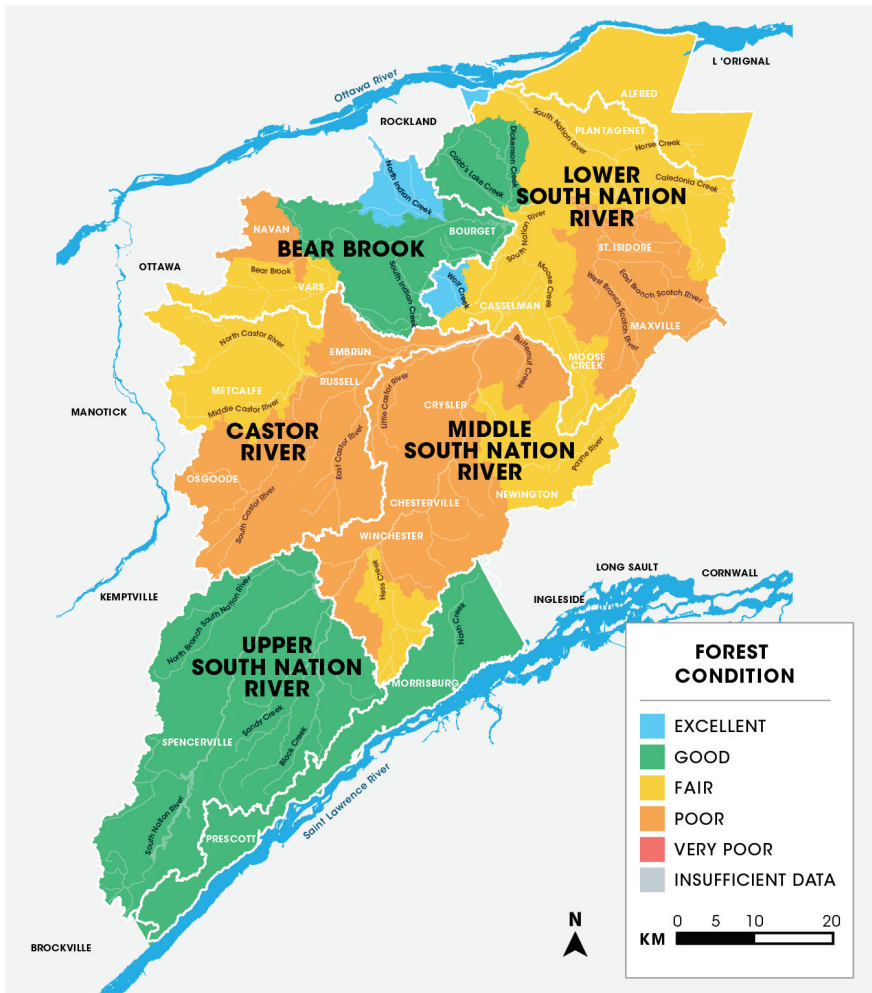 L 'ORIGNAL
Ottawa River
ALFRED
ROCKLAND
South Nation River
PLANTAGENET
Dickenson Creek
Horse Creek
Cobb's Lake Creek
North Indian Creek
LOWER
SOUTH NATION
RIVER
Caledonia Creek
NAVAN
BEAR BROOK
BOURGET
South Nation River
ST. ISIDORE
OTTAWA
Bear Brook
VARS
South Indian Creek
Wolf Creek
Moose Creek
East Branch Scotch River
West Branch Scotch River
CASSELMAN
MAXVILLE
North Castor River
EMBRUN
Butternut Creek
MOOSE
CREEK
RUSSELL
METCALFE
Little Castor River
MANOTICK
Middle Castor River
CRYSLER
CASTOR
RIVER
MIDDLE
SOUTH NATION
RIVER
East Castor River
Payne River
OSGOODE
South Castor River
CHESTERVILLE
NEWINGTON
WINCHESTER
LONG SAULT
CORNWALL
KEMPTVILLE
North Branch South Nation River
Hess Creek
Nash Creek
INGLESIDE
UPPER
SOUTH NATION
RIVER
MORRISBURG
Sandy Creek
SPENCERVILLE
Black Creek
South Nation River
Saint Lawrence River
PRESCOTT
BROCKVILLE
N
FOREST
CONDITION
EXCELLENT
GOOD
FAIR
POOR
VERY POOR
INSUFFICIENT DATA
0 5 10 20
KM